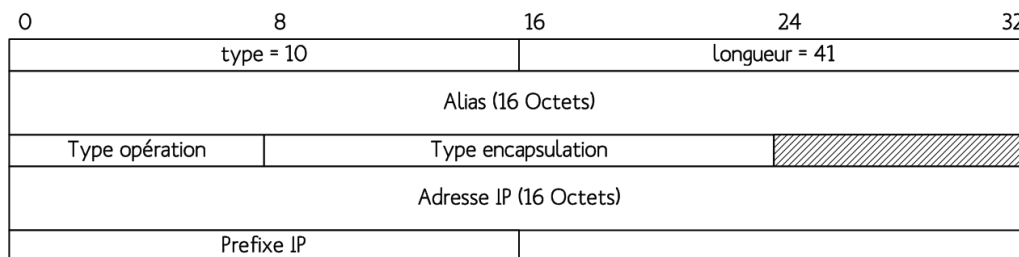 0 8 16 24 32
type = 10 longueur = 41
Alias (16 Octets)
Type opération Type encapsulation
Adresse IP (16 Octets)
Prefixe IP